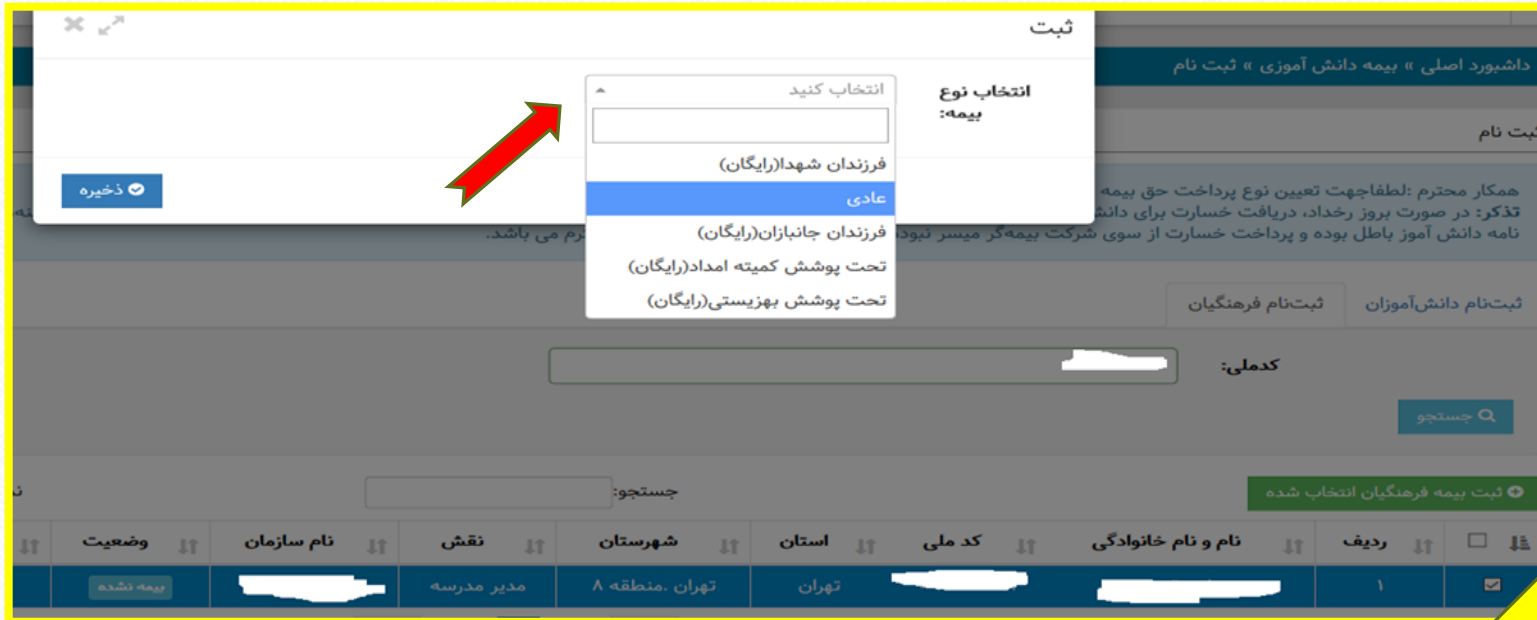 ثبت
داشبورد اصلی » بیمه دانش آموزی » ثبت نام
انتخاب نوع بیمه:
انتخاب کنید
فرزندان شهدا(رایگان)
عادی
فرزندان جانبازان(رایگان)
تحت پوشش کمیته امداد(رایگان)
تحت پوشش بهزیستی(رایگان)
ذخیره
ثبت نام
همکار محترم :لطفاجهت تعیین نوع پرداخت حق بیمه
تذکر: در صورت بروز رخداد، دریافت خسارت برای
نامه دانش آموز باطل بوده و پرداخت خسارت از سوی شرکت بیمه‌گر میسر می باشد.
ثبت‌نام دانش‌آموزان
ثبت‌نام فرهنگیان
کدملی:
جستجو
ثبت بیمه فرهنگیان انتخاب شده
جستجو:
ردیف نام و نام خانوادگی کد ملی استان شهرستان نقش نام سازمان وضعیت
۱ تهران تهران .منطقه ۸ مدیر مدرسه بیمه نشده